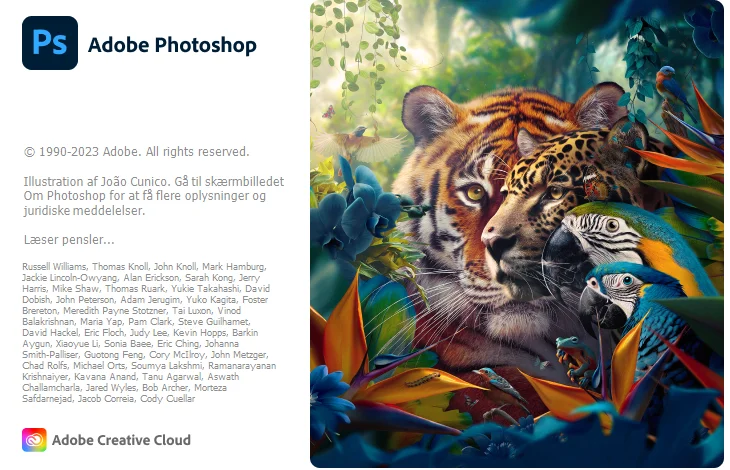 Ps Adobe Photoshop
© 1990-2023 Adobe. All rights reserved.
Illustration af João Cunico. Gå til skærmbilledet
Om Photoshop for at få flere oplysninger og
juridiske meddelelser.
Læser pensler...
Russell Williams, Thomas Knoll, John Knoll, Mark Hamburg,
Jackie Lincoln-Owyang, Alan Erickson, Sarah Kong, Jerry
Harris, Mike Shaw, Thomas Ruark, Yukie Takahashi, David
Dobish, John Peterson, Adam Jerugim, Yuko Kagita, Foster
Brereton, Meredith Payne Stotzner, Tai Luxon, Vinod
Balakrishnan, Maria Yap, Pam Clark, Steve Guilhamet,
David Hackel, Eric Floch, Judy Lee, Kevin Hopps, Barkin
Aygun, Xiaoyue Li, Sonia Baee, Eric Ching, Johanna
Smith-Palliser, Guotong Feng, Cory McIlroy, John Metzger,
Chad Rolfs, Michael Orts, Soumya Lakshmi, Ramanarayanan
Krishnaiyer, Kavana Anand, Tanu Agarwal, Aswath
Challamcharla, Jared Wyles, Bob Archer, Morteza
Safdarnejad, Jacob Correia, Cody Cuellar
Adobe Creative Cloud